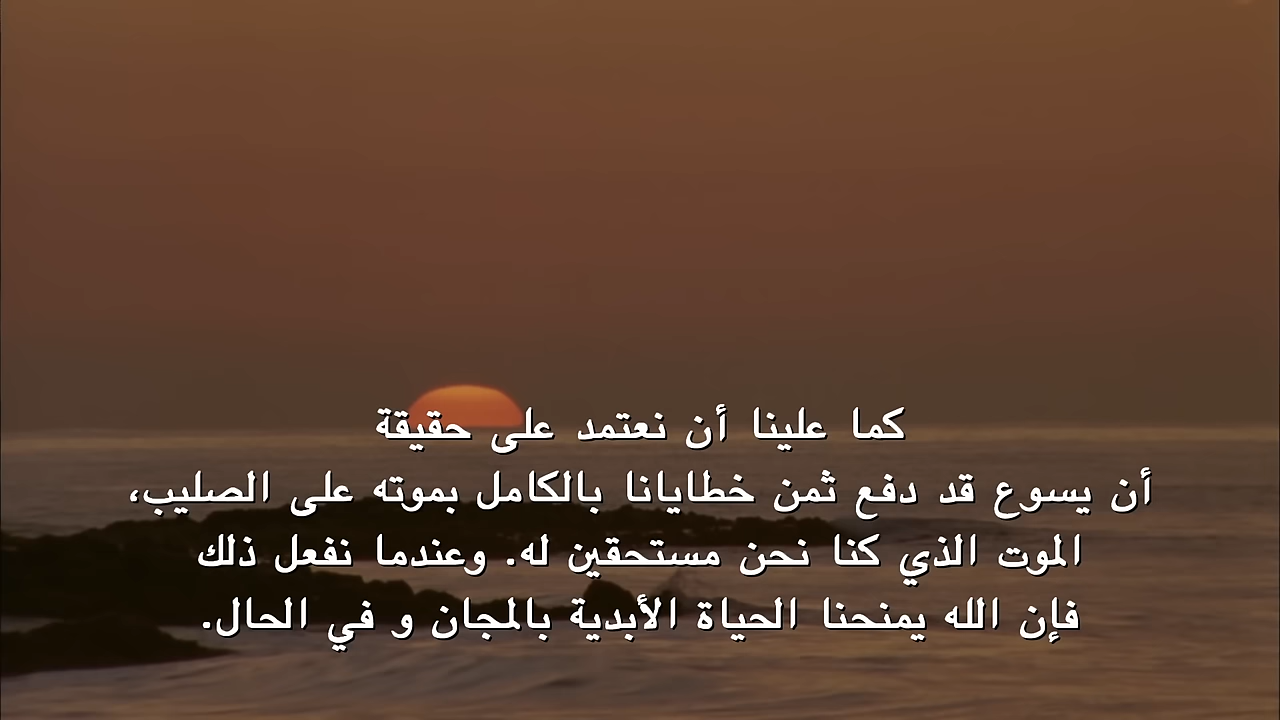 كما علينا أن نعتمد على حقيقة
أن يسوع قد دفع ثمن خطايانا بالكامل بموته على الصليب،
الموت الذي كنا نحن مستحقين له. وعندما نفعل ذلك
فإن الله يمنحنا الحياة الأبدية بالمجان و في الحال.